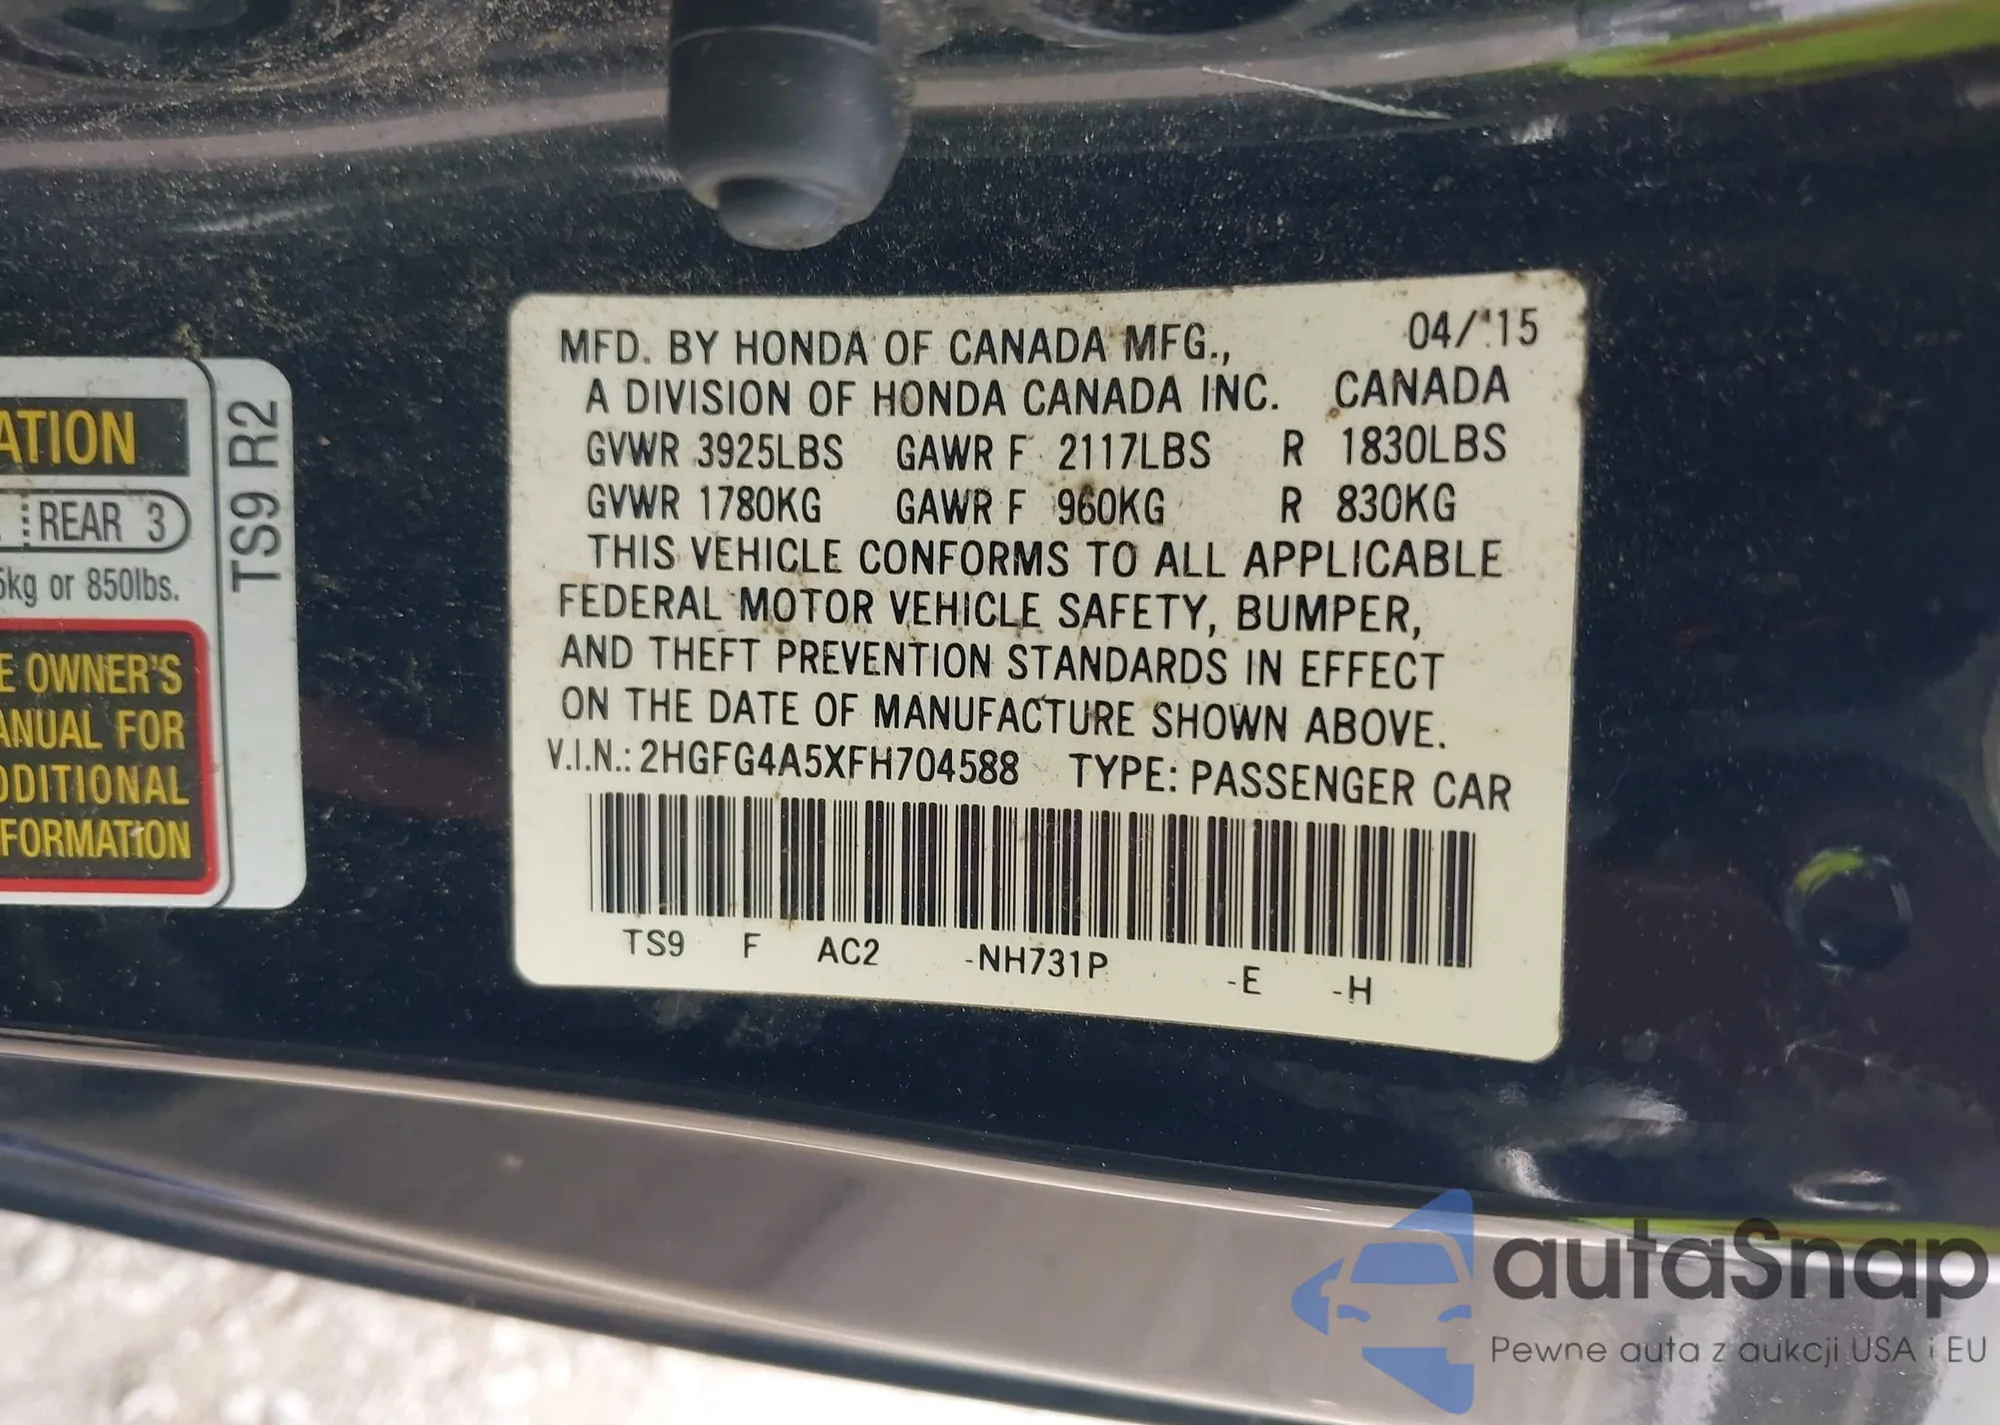 ATION
REAR 3
5kg or 850lbs.
E OWNER'S
ANUAL FOR
DDITIONAL
FORMATION
TS9 R2
MFD. BY HONDA OF CANADA MFG., 04/'15
A DIVISION OF HONDA CANADA INC. CANADA
GVWR 3925LBS GAWR F 2117LBS R 1830LBS
GVWR 1780KG GAWR F 960KG R 830KG
THIS VEHICLE CONFORMS TO ALL APPLICABLE
FEDERAL MOTOR VEHICLE SAFETY, BUMPER,
AND THEFT PREVENTION STANDARDS IN EFFECT
ON THE DATE OF MANUFACTURE SHOWN ABOVE.
V.I.N.: 2HGFG4A5XFH704588 TYPE: PASSENGER CAR
TS9 F AC2 -NH731P -E -H
autaSnap
Pewne auta z aukcji USA i EU